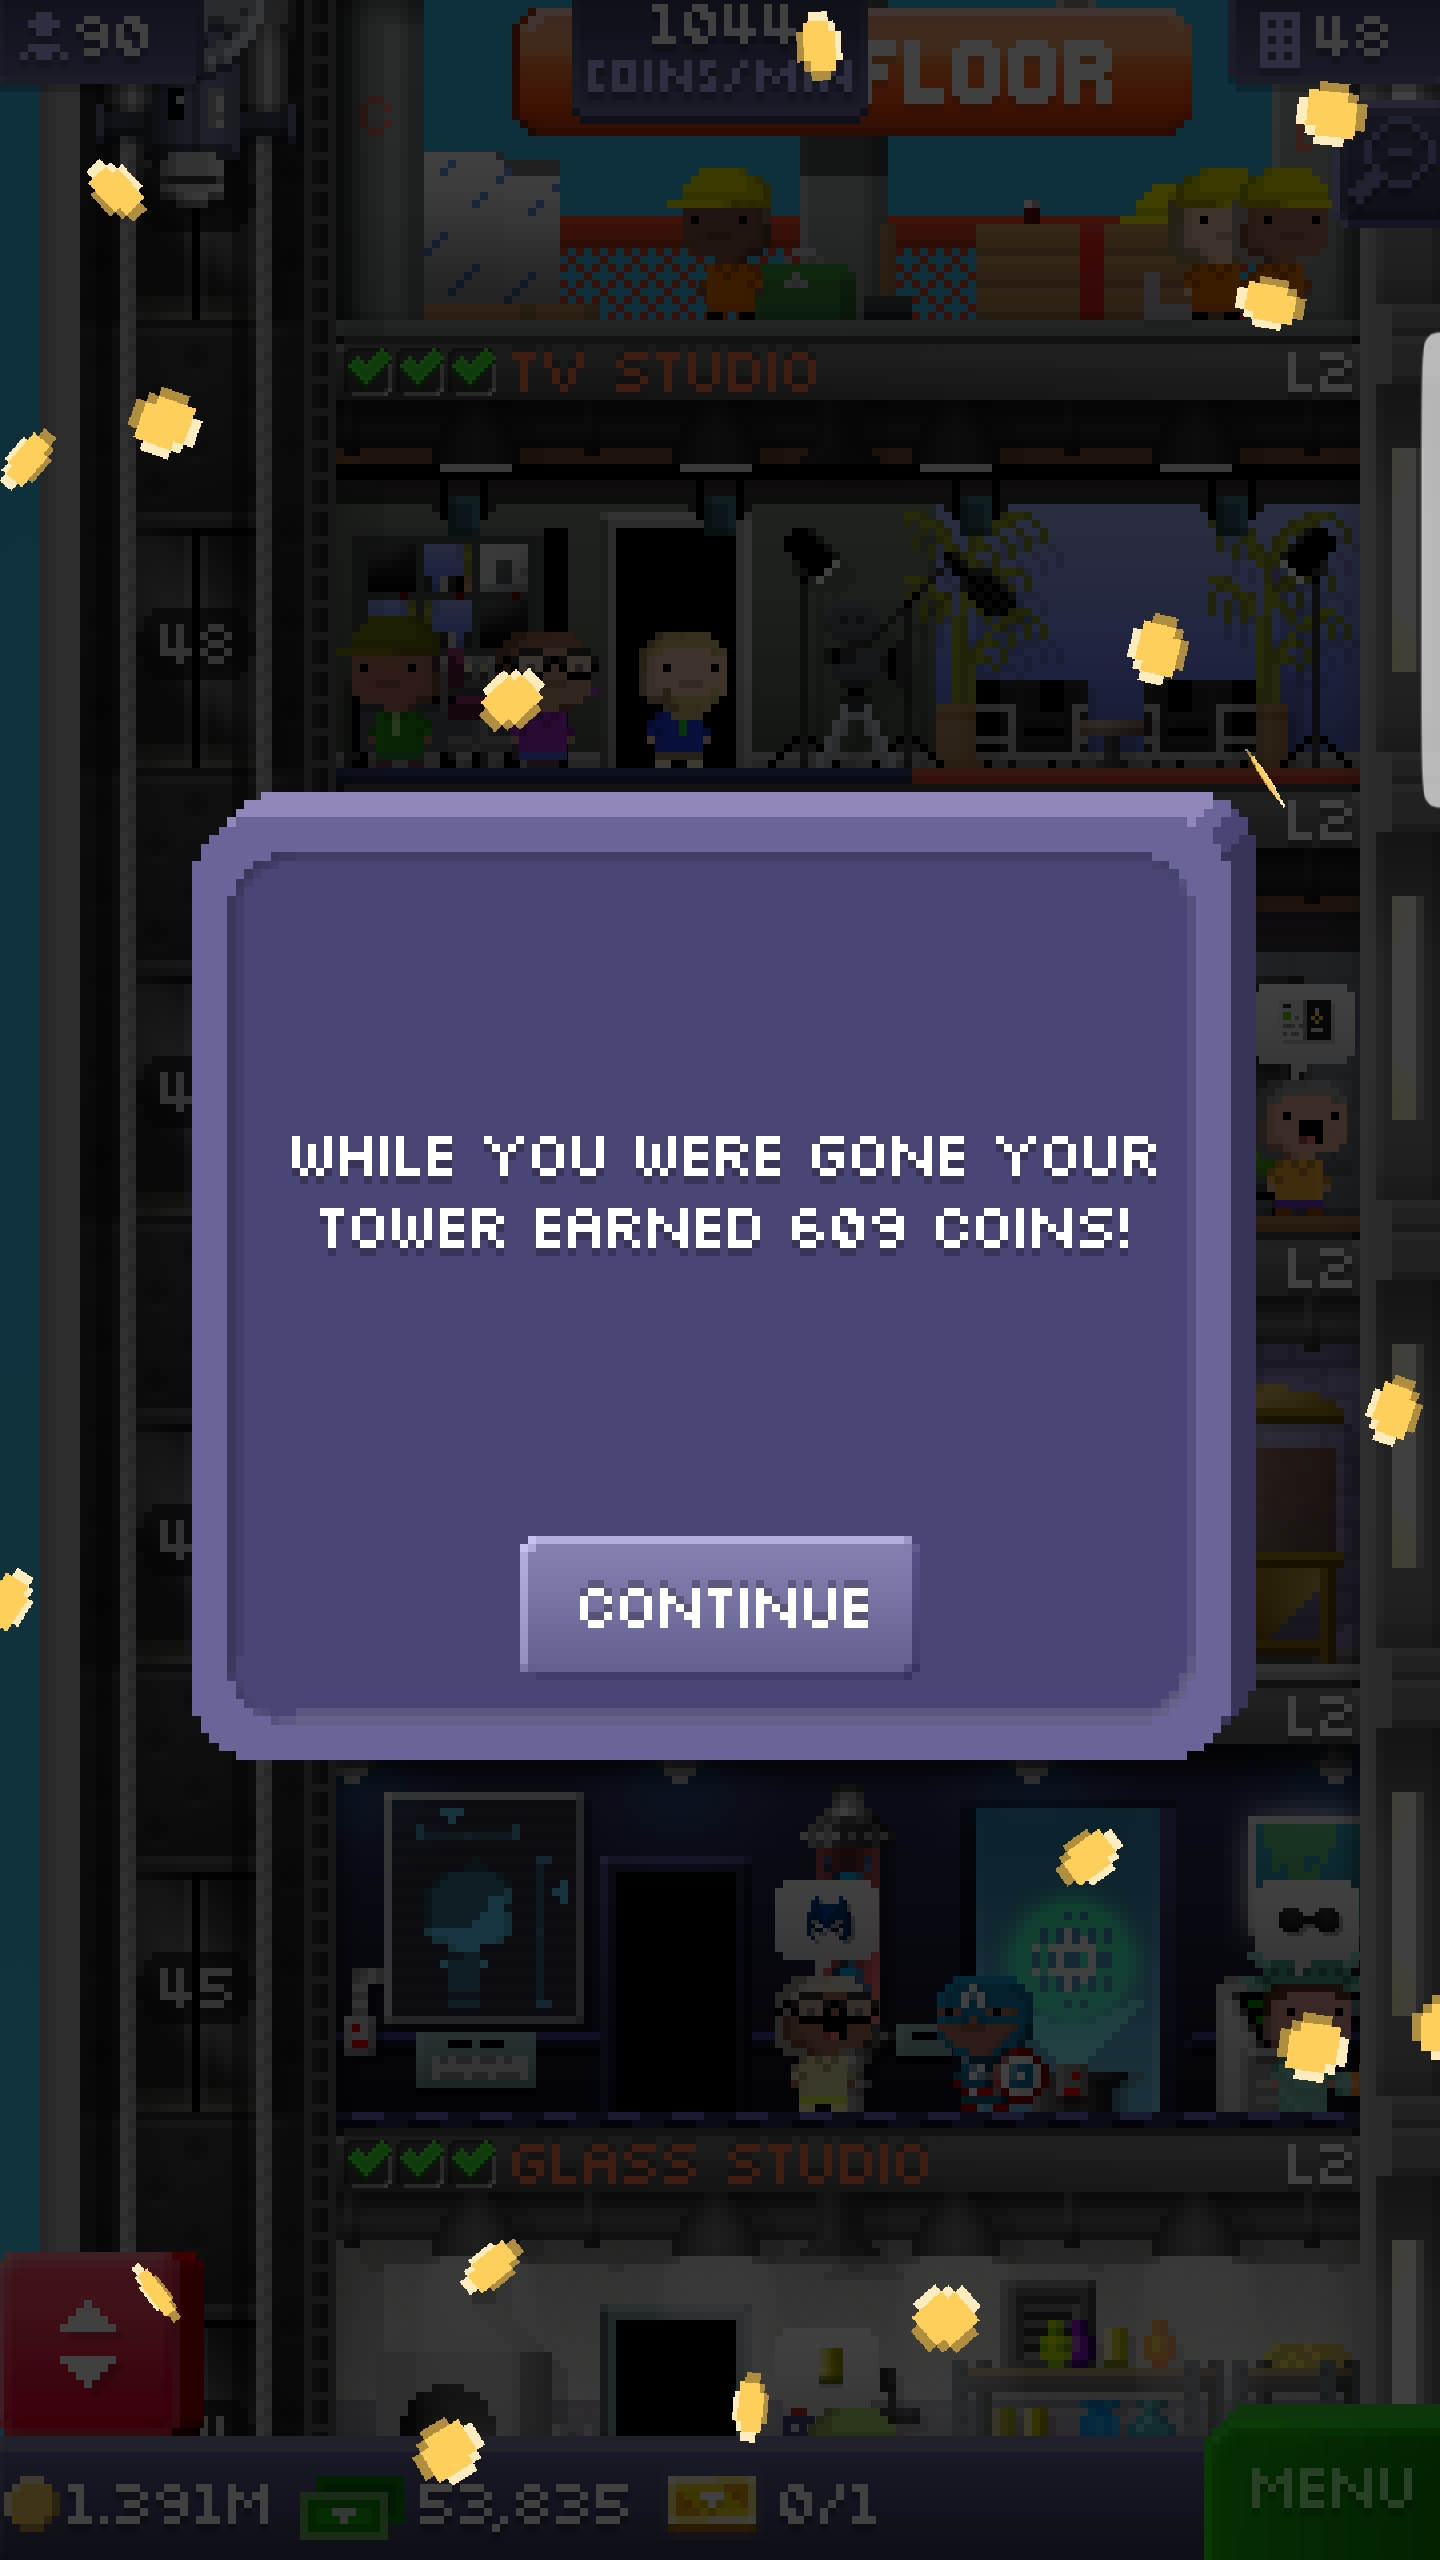 90
1044
COINS/MIN
FLOOR
48
TV STUDIO
L2
48
L2
WHILE YOU WERE GONE YOUR
TOWER EARNED 609 COINS!
L2
CONTINUE
L2
45
GLASS STUDIO
L2
1.391M
53,835
0/1
MENU